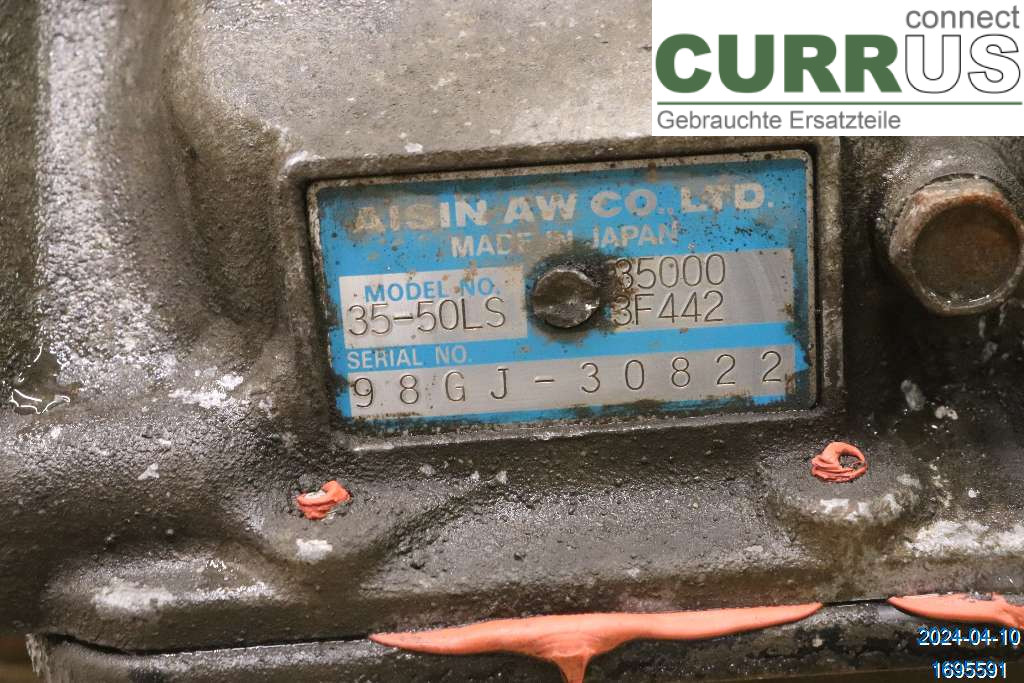 connect
CURRUS
Gebrauchte Ersatzteile
AISIN AW CO., LTD.
MADE IN JAPAN
MODEL NO.
35-50LS
35000
3F442
SERIAL NO.
98GJ-30822
2024-04-10
1695591